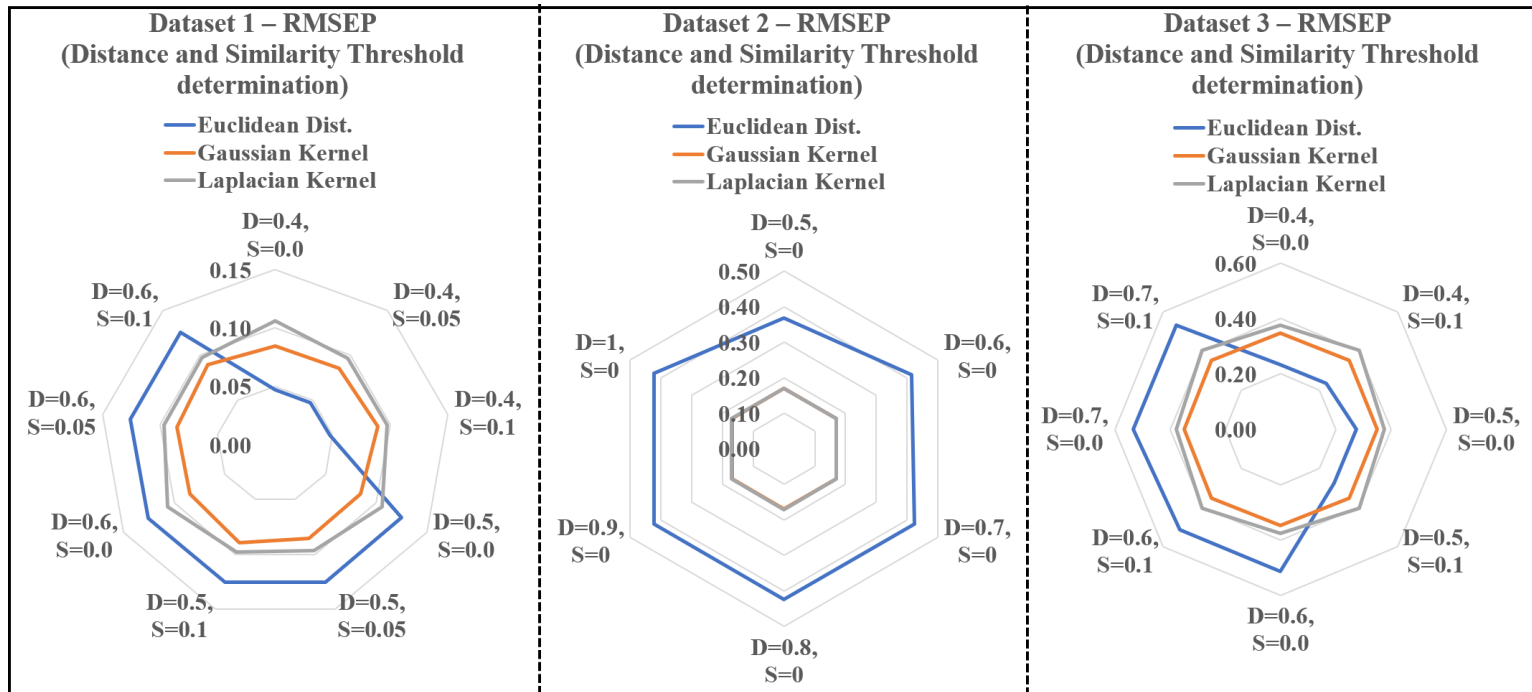 Dataset 1 – RMSEP
(Distance and Similarity Threshold
determination)
Euclidean Dist.
Gaussian Kernel
Laplacian Kernel
D=0.4,
S=0.0
D=0.4,
S=0.05
D=0.4,
S=0.1
D=0.5,
S=0.0
D=0.5,
S=0.05
D=0.5,
S=0.1
D=0.6,
S=0.0
D=0.6,
S=0.05
D=0.6,
S=0.1
0.15
0.10
0.05
0.00
Dataset 2 – RMSEP
(Distance and Similarity Threshold
determination)
Euclidean Dist.
Gaussian Kernel
Laplacian Kernel
D=0.5,
S=0
D=0.6,
S=0
D=0.7,
S=0
D=0.8,
S=0
D=0.9,
S=0
D=1,
S=0
0.50
0.40
0.30
0.20
0.10
0.00
Dataset 3 – RMSEP
(Distance and Similarity Threshold
determination)
Euclidean Dist.
Gaussian Kernel
Laplacian Kernel
D=0.4,
S=0.0
D=0.4,
S=0.1
D=0.5,
S=0.0
D=0.5,
S=0.1
D=0.6,
S=0.0
D=0.6,
S=0.1
D=0.7,
S=0.0
D=0.7,
S=0.1
0.60
0.40
0.20
0.00